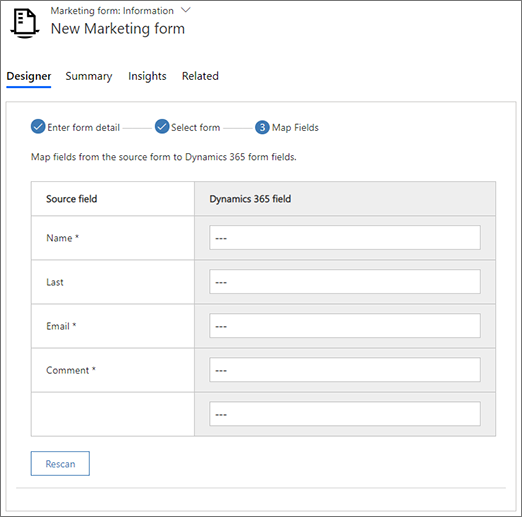 Marketing form: Information
New Marketing form
Designer Summary Insights Related
Enter form detail Select form 3 Map Fields
Map fields from the source form to Dynamics 365 form fields.
Source field Dynamics 365 field
Name * ---
Last ---
Email * ---
Comment * ---
---
Rescan